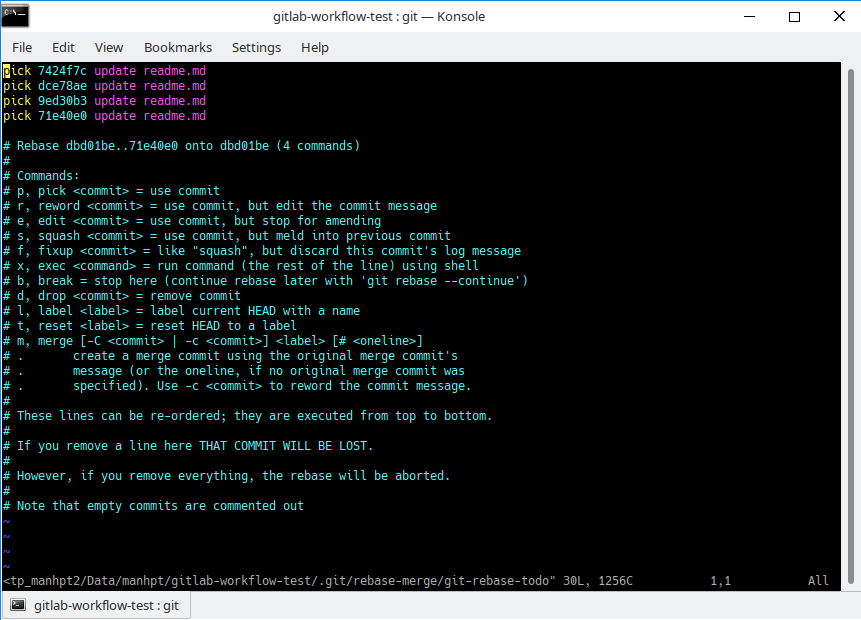 gitlab-workflow-test : git — Konsole
File Edit View Bookmarks Settings Help
pick 7424f7c update readme.md
pick dce78ae update readme.md
pick 9ed30b3 update readme.md
pick 71e40e0 update readme.md
# Rebase dbd01be..71e40e0 onto dbd01be (4 commands)
#
# Commands:
# p, pick <commit> = use commit
# r, reword <commit> = use commit, but edit the commit message
# e, edit <commit> = use commit, but stop for amending
# s, squash <commit> = use commit, but meld into previous commit
# f, fixup <commit> = like "squash", but discard this commit's log message
# x, exec <command> = run command (the rest of the line) using shell
# b, break = stop here (continue rebase later with 'git rebase --continue')
# d, drop <commit> = remove commit
# l, label <label> = label current HEAD with a name
# t, reset <label> = reset HEAD to a label
# m, merge [-C <commit> | -c <commit>] <label> [# <oneline>]
# .       create a merge commit using the original merge commit's
# .       message (or the oneline, if no original merge commit was
# .       specified). Use -c <commit> to reword the commit message.
#
# These lines can be re-ordered; they are executed from top to bottom.
#
# If you remove a line here THAT COMMIT WILL BE LOST.
#
# However, if you remove everything, the rebase will be aborted.
#
# Note that empty commits are commented out
~
~
~
~
<tp_manhpt2/Data/manhpt/gitlab-workflow-test/.git/rebase-merge/git-rebase-todo" 30L, 1256C 1,1 All
gitlab-workflow-test : git